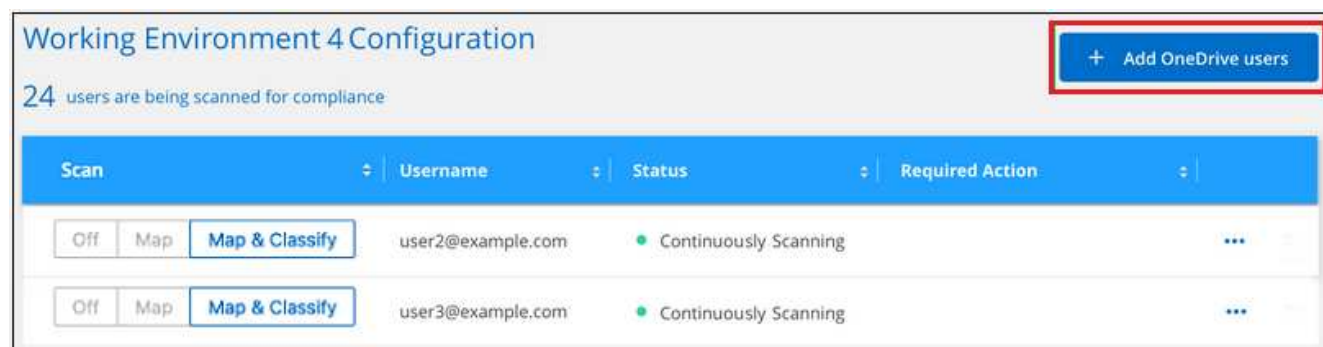 Working Environment 4 Configuration
+ Add OneDrive users
24 users are being scanned for compliance
Scan Username Status Required Action
Off Map Map & Classify user2@example.com Continuously Scanning
Off Map Map & Classify user3@example.com Continuously Scanning